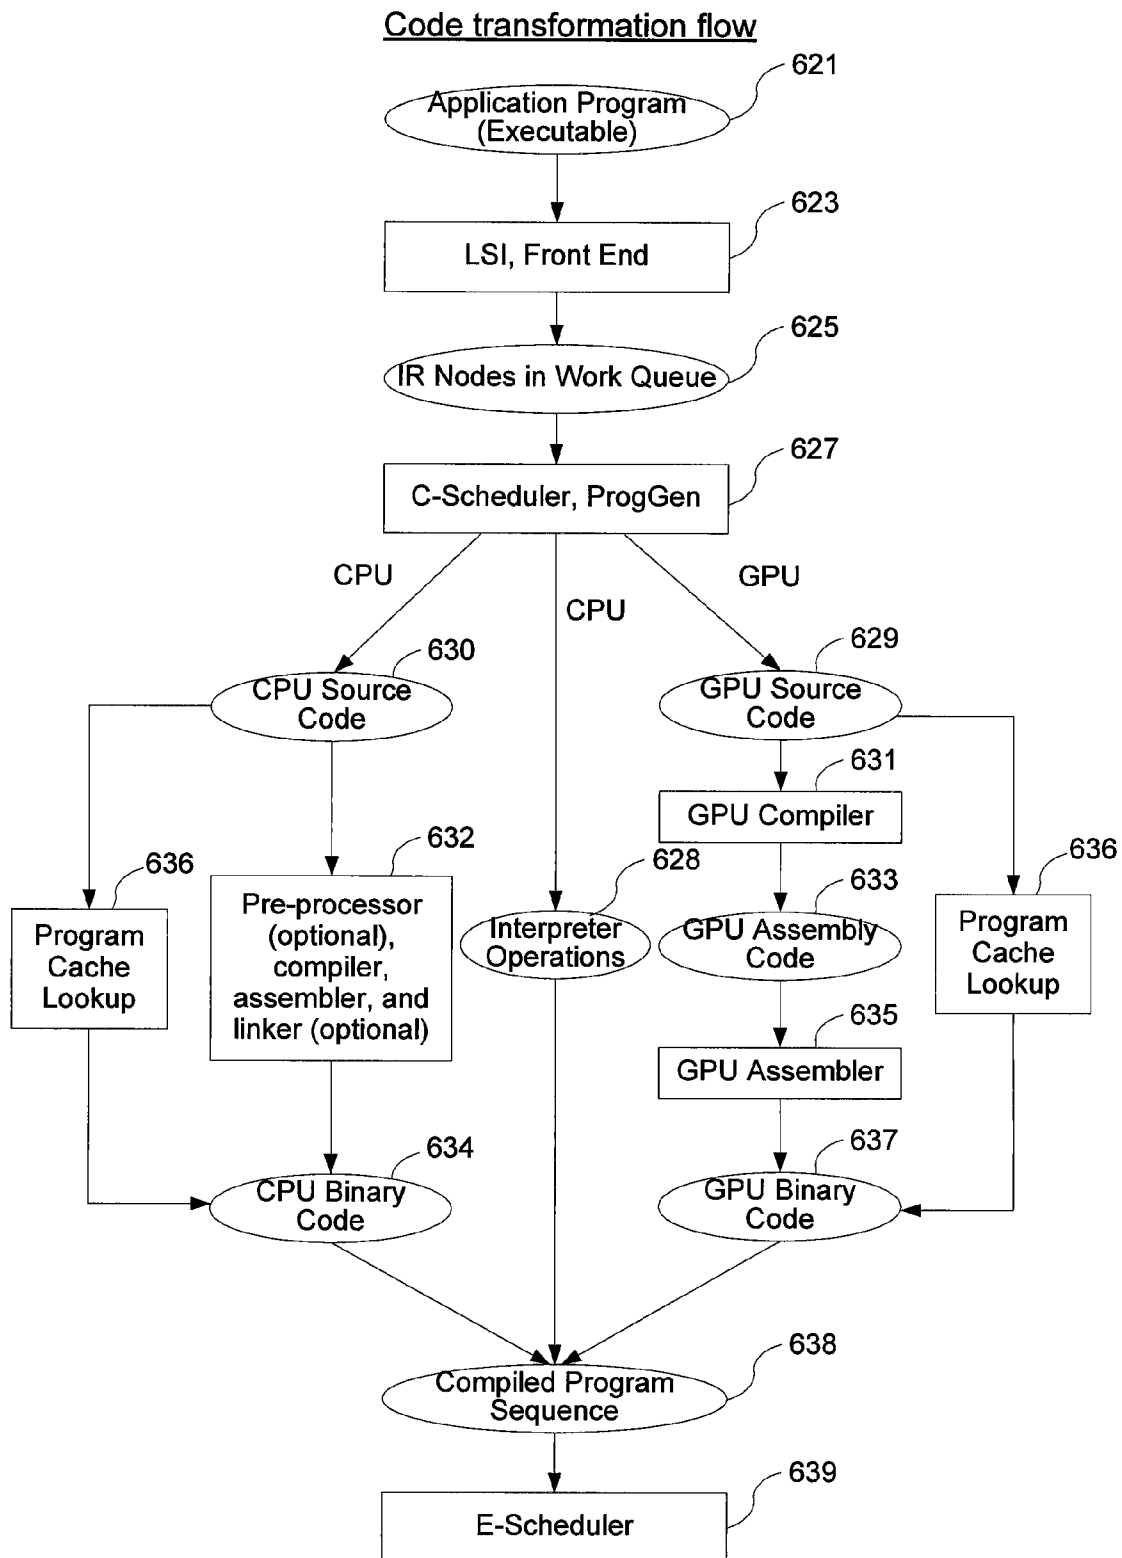 Code transformation flow
621
Application Program
(Executable)
623
LSI, Front End
625
IR Nodes in Work Queue
627
C-Scheduler, ProgGen
CPU
CPU
GPU
630
CPU Source
Code
629
GPU Source
Code
631
GPU Compiler
636
Program
Cache
Lookup
632
Pre-processor
(optional),
compiler,
assembler, and
linker (optional)
628
Interpreter
Operations
633
GPU Assembly
Code
636
Program
Cache
Lookup
635
GPU Assembler
634
CPU Binary
Code
637
GPU Binary
Code
638
Compiled Program
Sequence
639
E-Scheduler